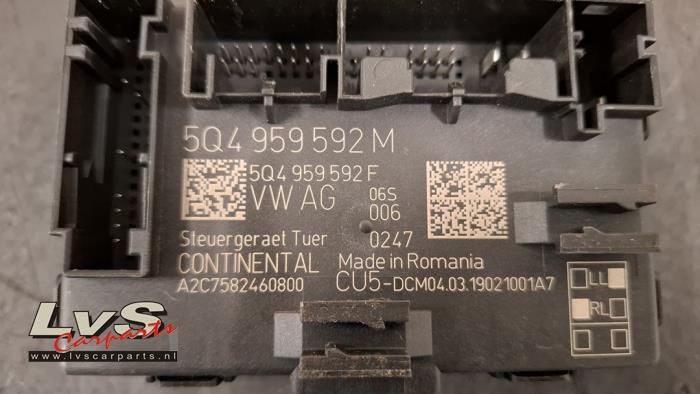 5Q4 959 592 M
5Q4 959 592 F
VW AG
06S
006
Steuergeraet Tuer 0247
CONTINENTAL Made in Romania
A2C7582460800 CU5-DCM04.03.19021001A7
LL
RL
LvS
Carparts
www.lvscarparts.nl